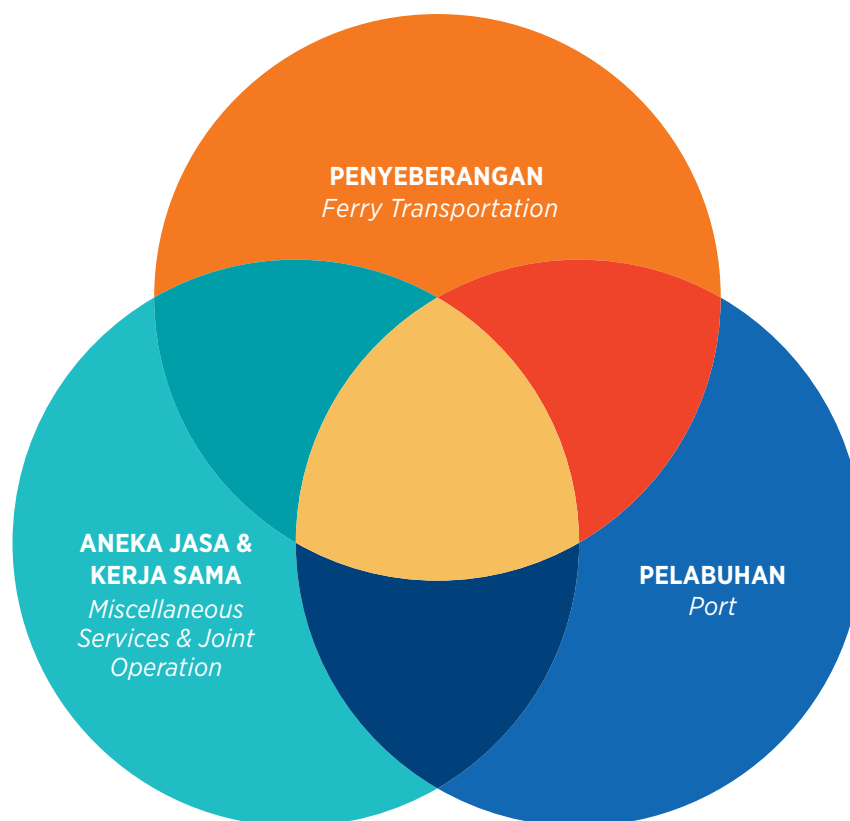 PENYEBERANGAN
Ferry Transportation
ANEKA JASA &
KERJA SAMA
Miscellaneous
Services & Joint
Operation
PELABUHAN
Port